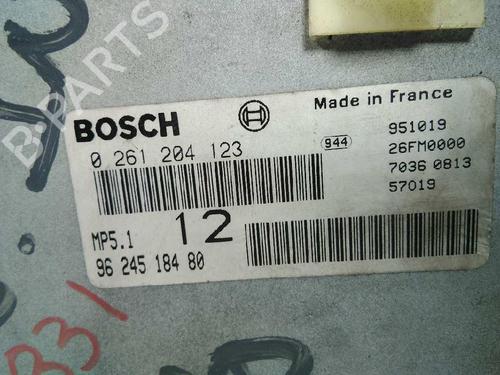 B-PARTS
BOSCH
Made in France
0 261 204 123
944
951019
26FM0000
7036 0813
57019
MP5.1
12
96 245 184 80
331